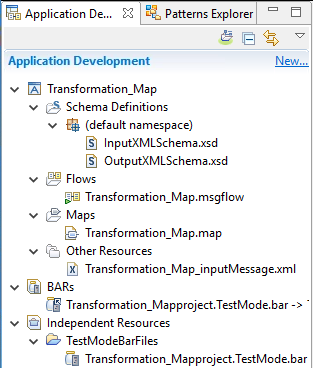 Application De...
Patterns Explorer
Application Development
New...
Transformation_Map
Schema Definitions
(default namespace)
InputXMLSchema.xsd
OutputXMLSchema.xsd
Flows
Transformation_Map.msgflow
Maps
Transformation_Map.map
Other Resources
Transformation_Map_inputMessage.xml
BARs
Transformation_Mapproject.TestMode.bar ->
Independent Resources
TestModeBarFiles
Transformation_Mapproject.TestMode.bar